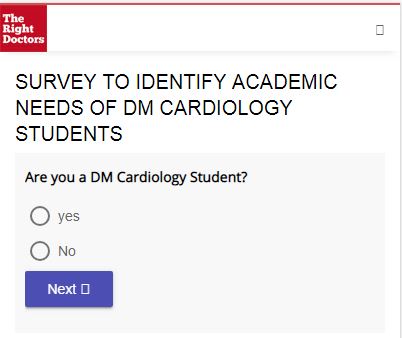 The
Right
Doctors
SURVEY TO IDENTIFY ACADEMIC
NEEDS OF DM CARDIOLOGY
STUDENTS
Are you a DM Cardiology Student?
yes
No
Next